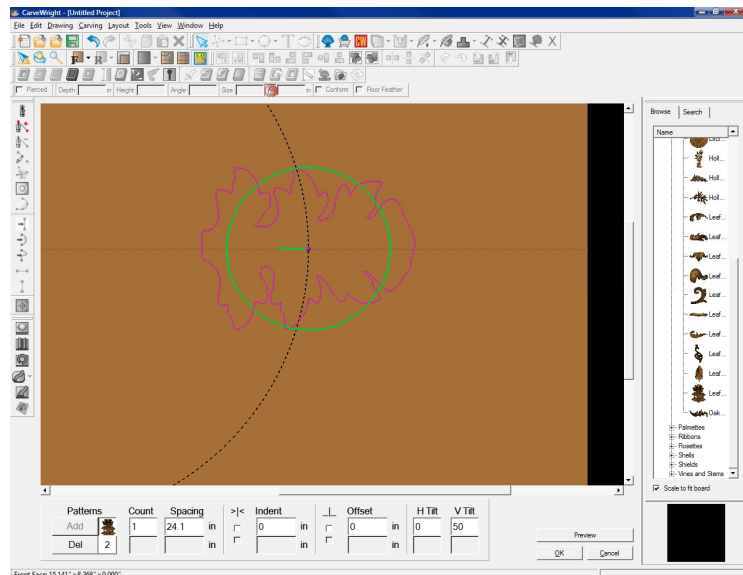 CarveWright - [Untitled Project]
File Edit Drawing Carving Layout Tools View Window Help
CW
X
Pierced Depth: in Height: Angle: Size in Conform Floor Feather
Browse Search
Name
Circ...
Holl...
Holl...
Holl...
Leaf...
Leaf...
Leaf...
Leaf...
Leaf...
Leaf...
Leaf...
Leaf...
Leaf...
Leaf...
Oak...
Palmettes
Ribbons
Rosettes
Shells
Shields
Vines and Stems
Scale to fit board
Patterns Count Spacing >|< Indent _|_ Offset H Tilt V Tilt
Add 1 24.1 in 0 in 0 in 0 50
Del 2 in in in
Preview
OK Cancel
Front Face: 15.141" x 8.268" x 0.000"